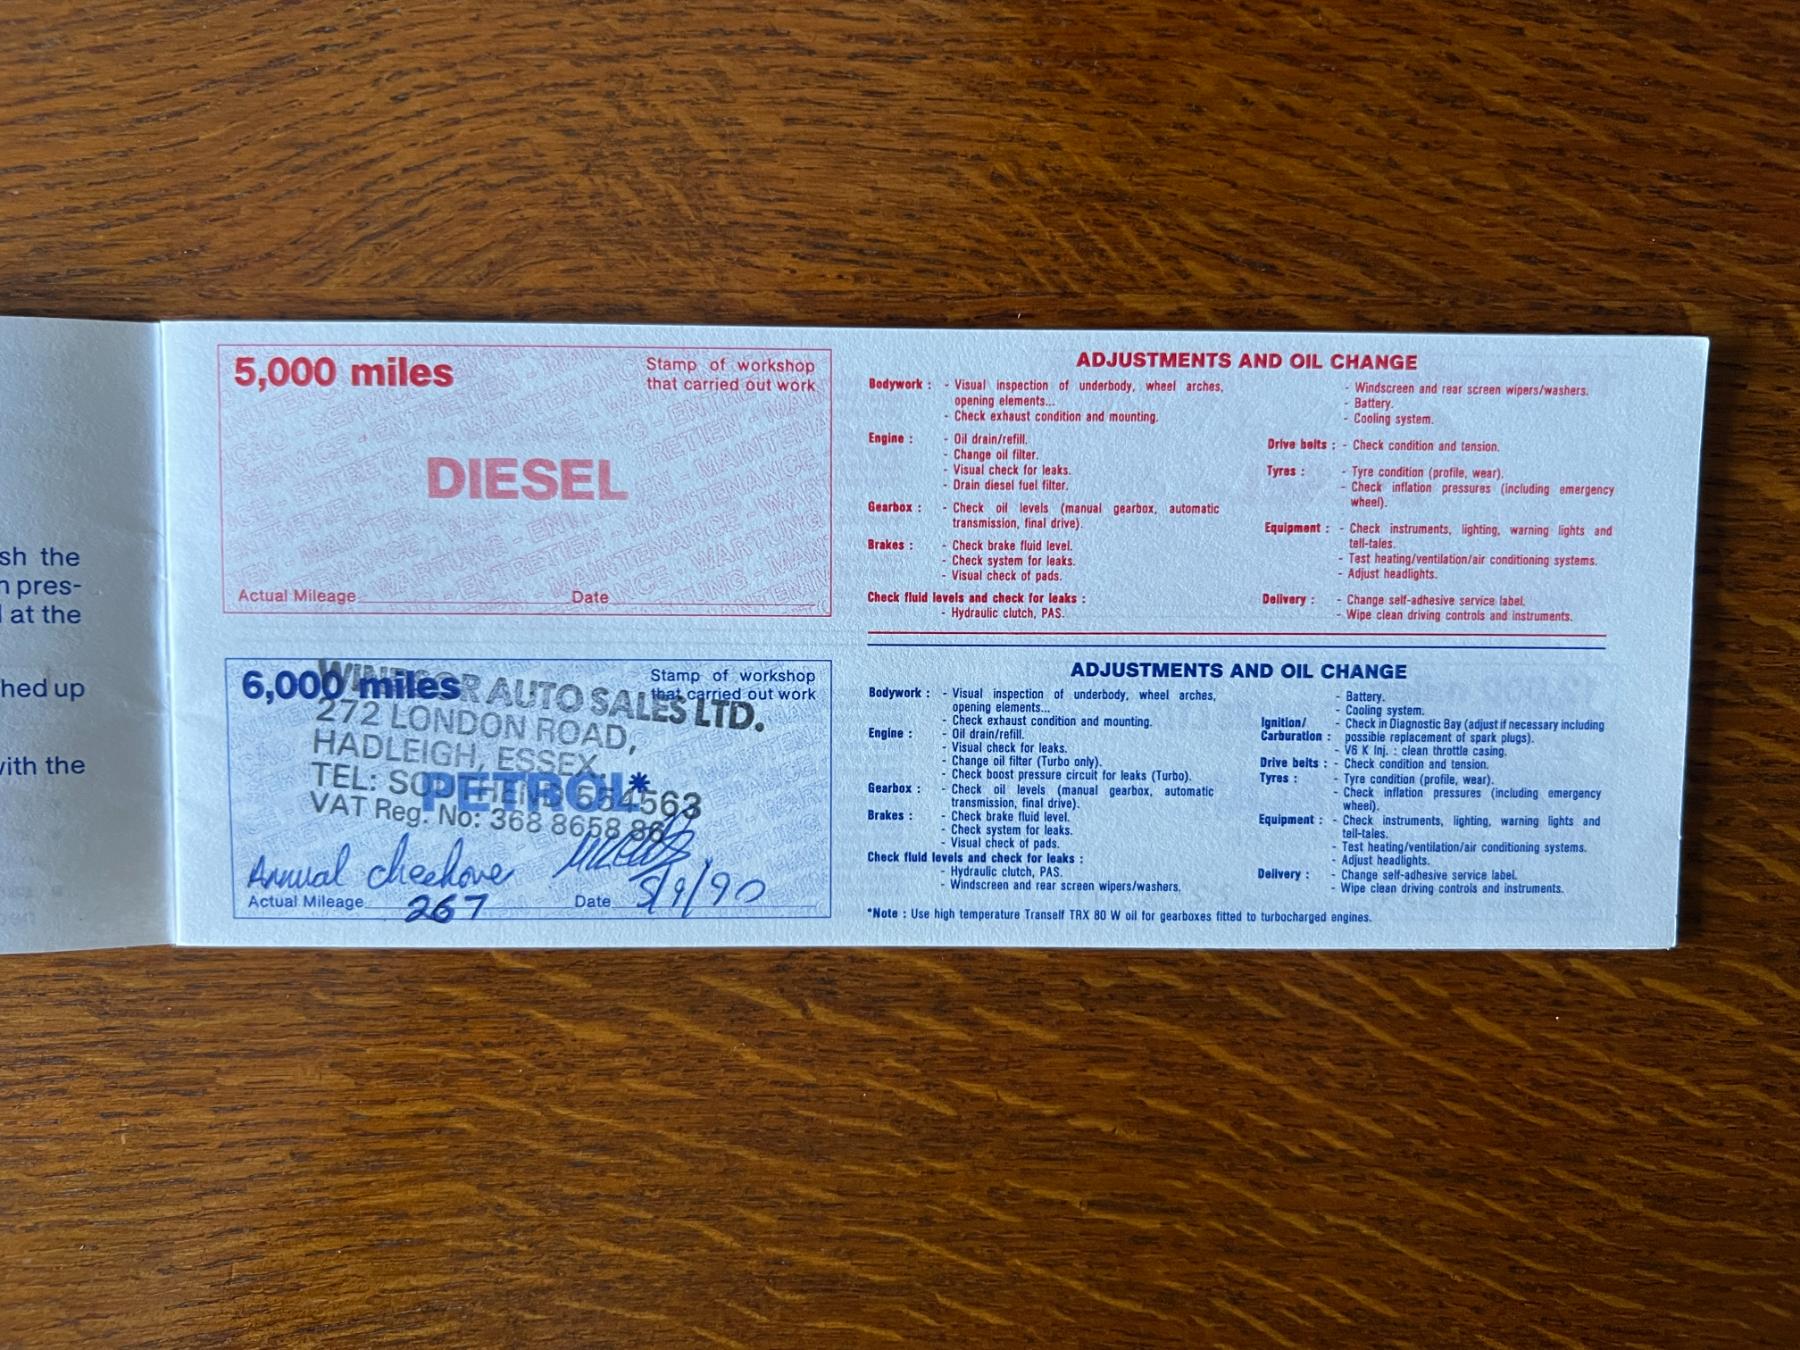 sh the
n pres-
l at the
hed up
vith the
5,000 miles
Stamp of workshop
that carried out work
DIESEL
Actual Mileage
Date
ADJUSTMENTS AND OIL CHANGE
Bodywork : - Visual inspection of underbody, wheel arches,
opening elements...
- Check exhaust condition and mounting.
Engine : - Oil drain/refill.
- Change oil filter.
- Visual check for leaks.
- Drain diesel fuel filter.
Gearbox : - Check oil levels (manual gearbox, automatic
transmission, final drive).
Brakes : - Check brake fluid level.
- Check system for leaks.
- Visual check of pads.
Check fluid levels and check for leaks :
- Hydraulic clutch, PAS.
- Windscreen and rear screen wipers/washers.
- Battery.
- Cooling system.
Drive belts : - Check condition and tension.
Tyres : - Tyre condition (profile, wear).
- Check inflation pressures (including emergency
wheel).
Equipment : - Check instruments, lighting, warning lights and
tell-tales.
- Test heating/ventilation/air conditioning systems.
- Adjust headlights.
Delivery : - Change self-adhesive service label.
- Wipe clean driving controls and instruments.
6,000 miles
Stamp of workshop
that carried out work
WINDSOR AUTO SALES LTD.
272 LONDON ROAD,
HADLEIGH, ESSEX.
TEL: SOUTHEND 554563
VAT Reg. No: 368 8658 86
PETROL*
Annual checkover
Actual Mileage 267
Date 5/9/90
ADJUSTMENTS AND OIL CHANGE
Bodywork : - Visual inspection of underbody, wheel arches,
opening elements...
- Check exhaust condition and mounting.
Engine : - Oil drain/refill.
- Visual check for leaks.
- Change oil filter (Turbo only).
- Check boost pressure circuit for leaks (Turbo).
Gearbox : - Check oil levels (manual gearbox, automatic
transmission, final drive).
Brakes : - Check brake fluid level.
- Check system for leaks.
- Visual check of pads.
Check fluid levels and check for leaks :
- Hydraulic clutch, PAS.
- Windscreen and rear screen wipers/washers.
- Battery.
- Cooling system.
Ignition/ - Check in Diagnostic Bay (adjust if necessary including
Carburation : possible replacement of spark plugs).
- V6 K Inj. : clean throttle casing.
Drive belts : - Check condition and tension.
Tyres : - Tyre condition (profile, wear).
- Check inflation pressures (including emergency
wheel).
Equipment : - Check instruments, lighting, warning lights and
tell-tales.
- Test heating/ventilation/air conditioning systems.
- Adjust headlights.
Delivery : - Change self-adhesive service label.
- Wipe clean driving controls and instruments.
*Note : Use high temperature Tranself TRX 80 W oil for gearboxes fitted to turbocharged engines.